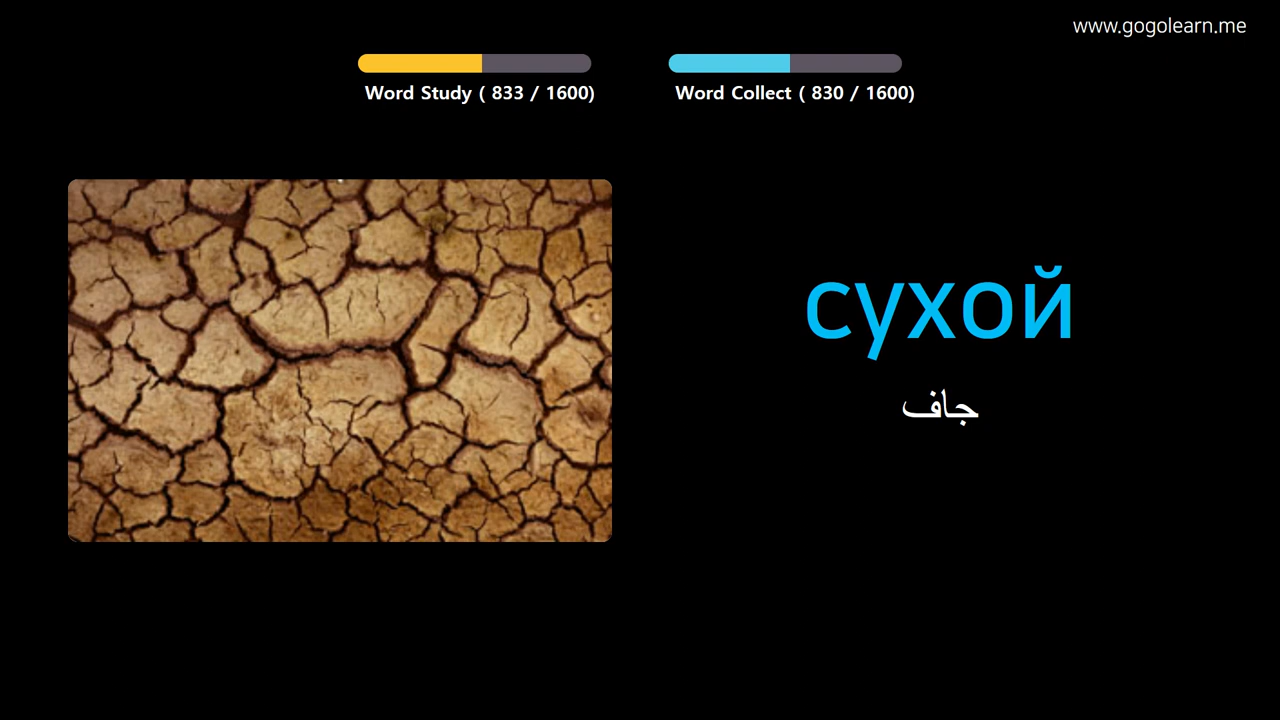 www.gogolearn.me
Word Study ( 833 / 1600)
Word Collect ( 830 / 1600)
сухой
جاف